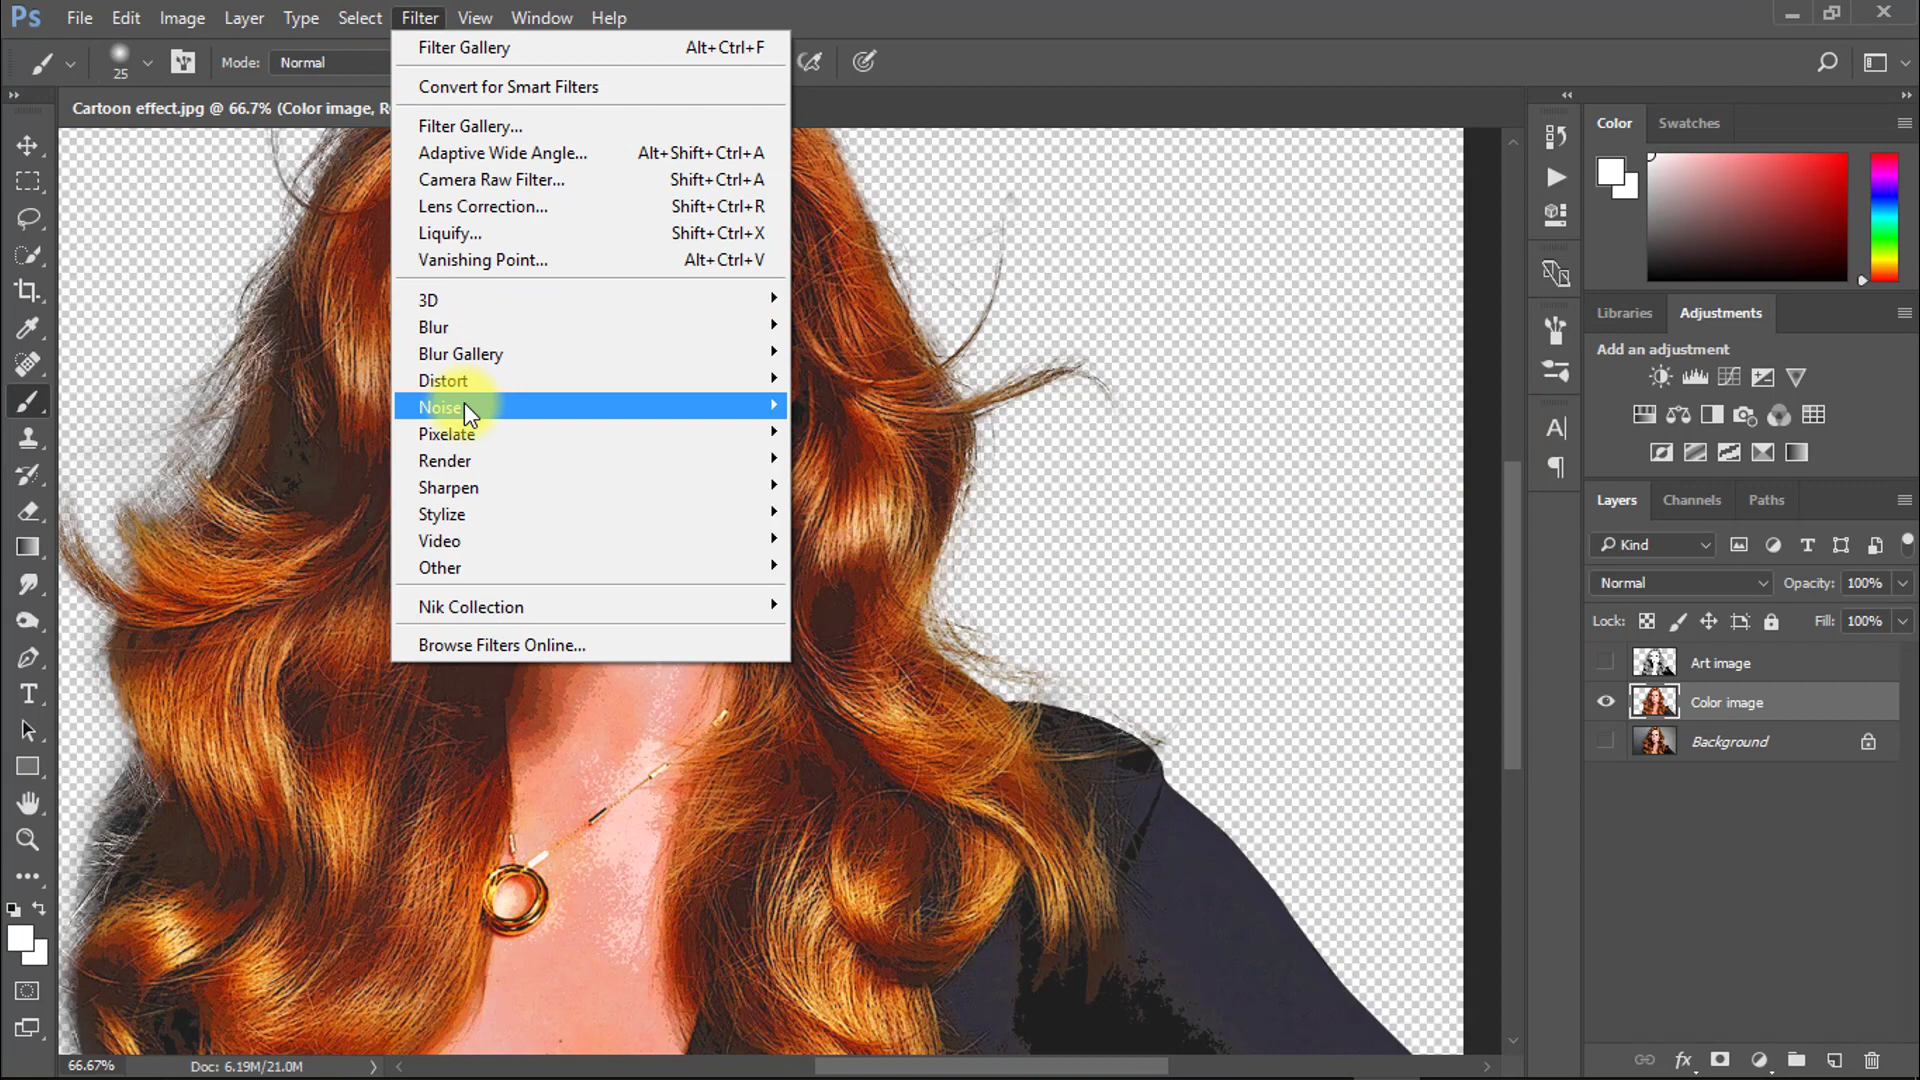 Ps File Edit Image Layer Type Select Filter View Window Help
25 Mode: Normal
Filter Gallery Alt+Ctrl+F
Convert for Smart Filters
Filter Gallery...
Adaptive Wide Angle... Alt+Shift+Ctrl+A
Camera Raw Filter... Shift+Ctrl+A
Lens Correction... Shift+Ctrl+R
Liquify... Shift+Ctrl+X
Vanishing Point... Alt+Ctrl+V
3D
Blur
Blur Gallery
Distort
Noise
Pixelate
Render
Sharpen
Stylize
Video
Other
Nik Collection
Browse Filters Online...
Cartoon effect.jpg @ 66.7% (Color image, R
Color Swatches
Libraries Adjustments
Add an adjustment
Layers Channels Paths
Kind
Normal Opacity: 100%
Lock: Fill: 100%
Art image
Color image
Background
66.67% Doc: 6.19M/21.0M